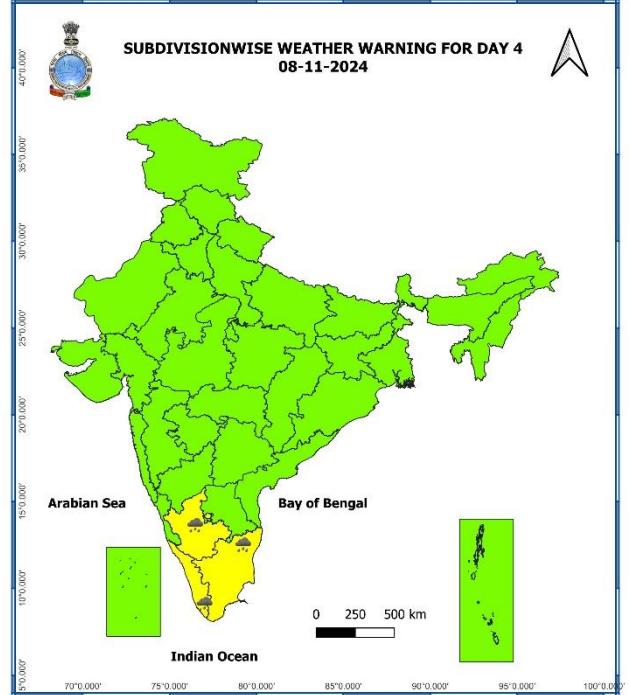 SUBDIVISIONWISE WEATHER WARNING FOR DAY 4
08-11-2024
40°0.000'
35°0.000'
30°0.000'
25°0.000'
20°0.000'
15°0.000'
10°0.000'
5°0.000'
Arabian Sea
Bay of Bengal
0 250 500 km
Indian Ocean
70°0.000' 75°0.000' 80°0.000' 85°0.000' 90°0.000' 95°0.000' 100°0.000'